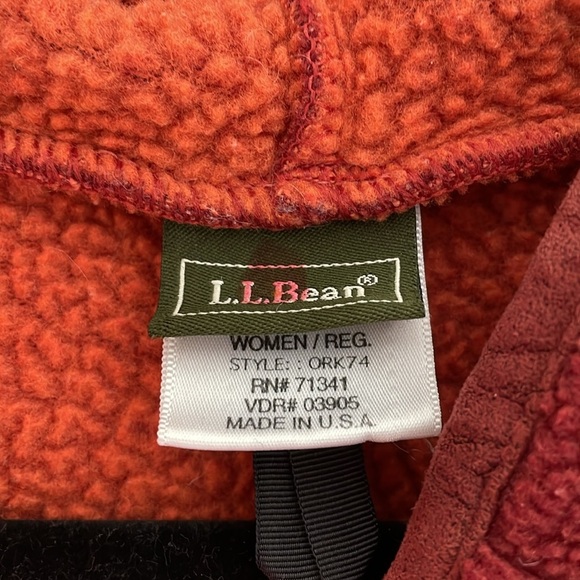 L.L.Bean®
WOMEN / REG.
STYLE: : ORK74
RN# 71341
VDR# 03905
MADE IN U.S.A